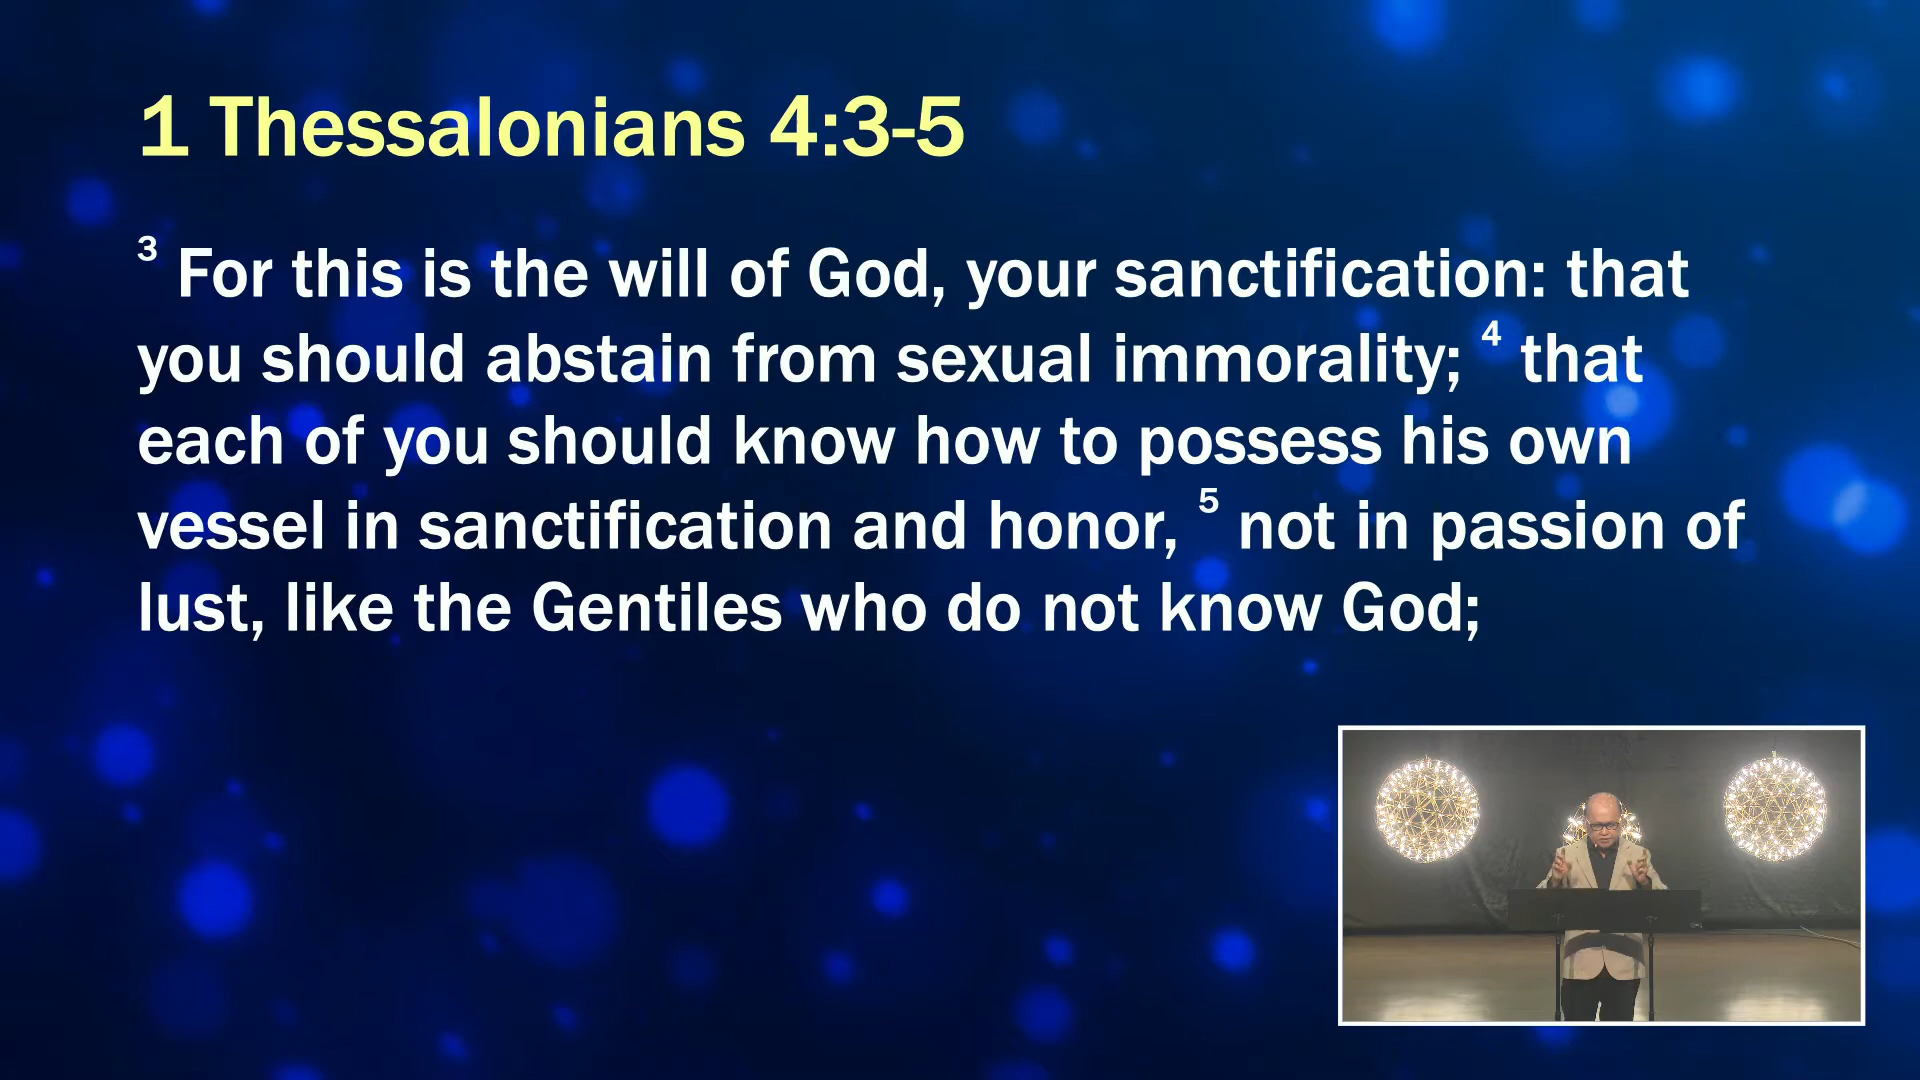 1 Thessalonians 4:3-5
³ For this is the will of God, your sanctification: that
you should abstain from sexual immorality; ⁴ that
each of you should know how to possess his own
vessel in sanctification and honor, ⁵ not in passion of
lust, like the Gentiles who do not know God;